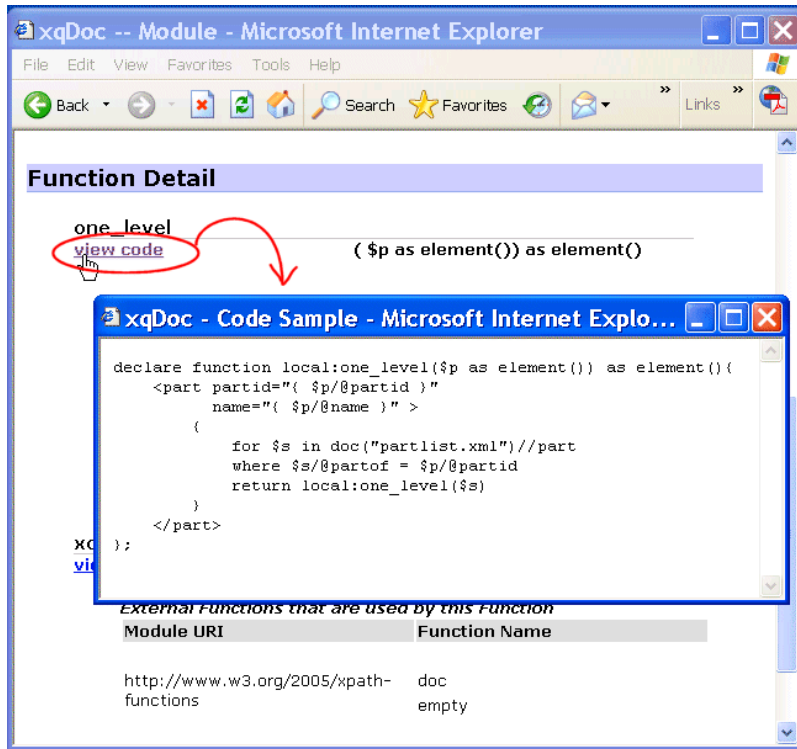 xqDoc -- Module - Microsoft Internet Explorer
File Edit View Favorites Tools Help
Back Search Favorites » Links »
Function Detail
one_level
view code ( $p as element()) as element()
xqDoc - Code Sample - Microsoft Internet Explo...
declare function local:one_level($p as element()) as element(){
<part partid="{ $p/@partid }"
name="{ $p/@name }" >
{
for $s in doc("partlist.xml")//part
where $s/@partof = $p/@partid
return local:one_level($s)
}
</part>
};
External Functions that are used by this Function
Module URI Function Name
http://www.w3.org/2005/xpath- doc
functions empty